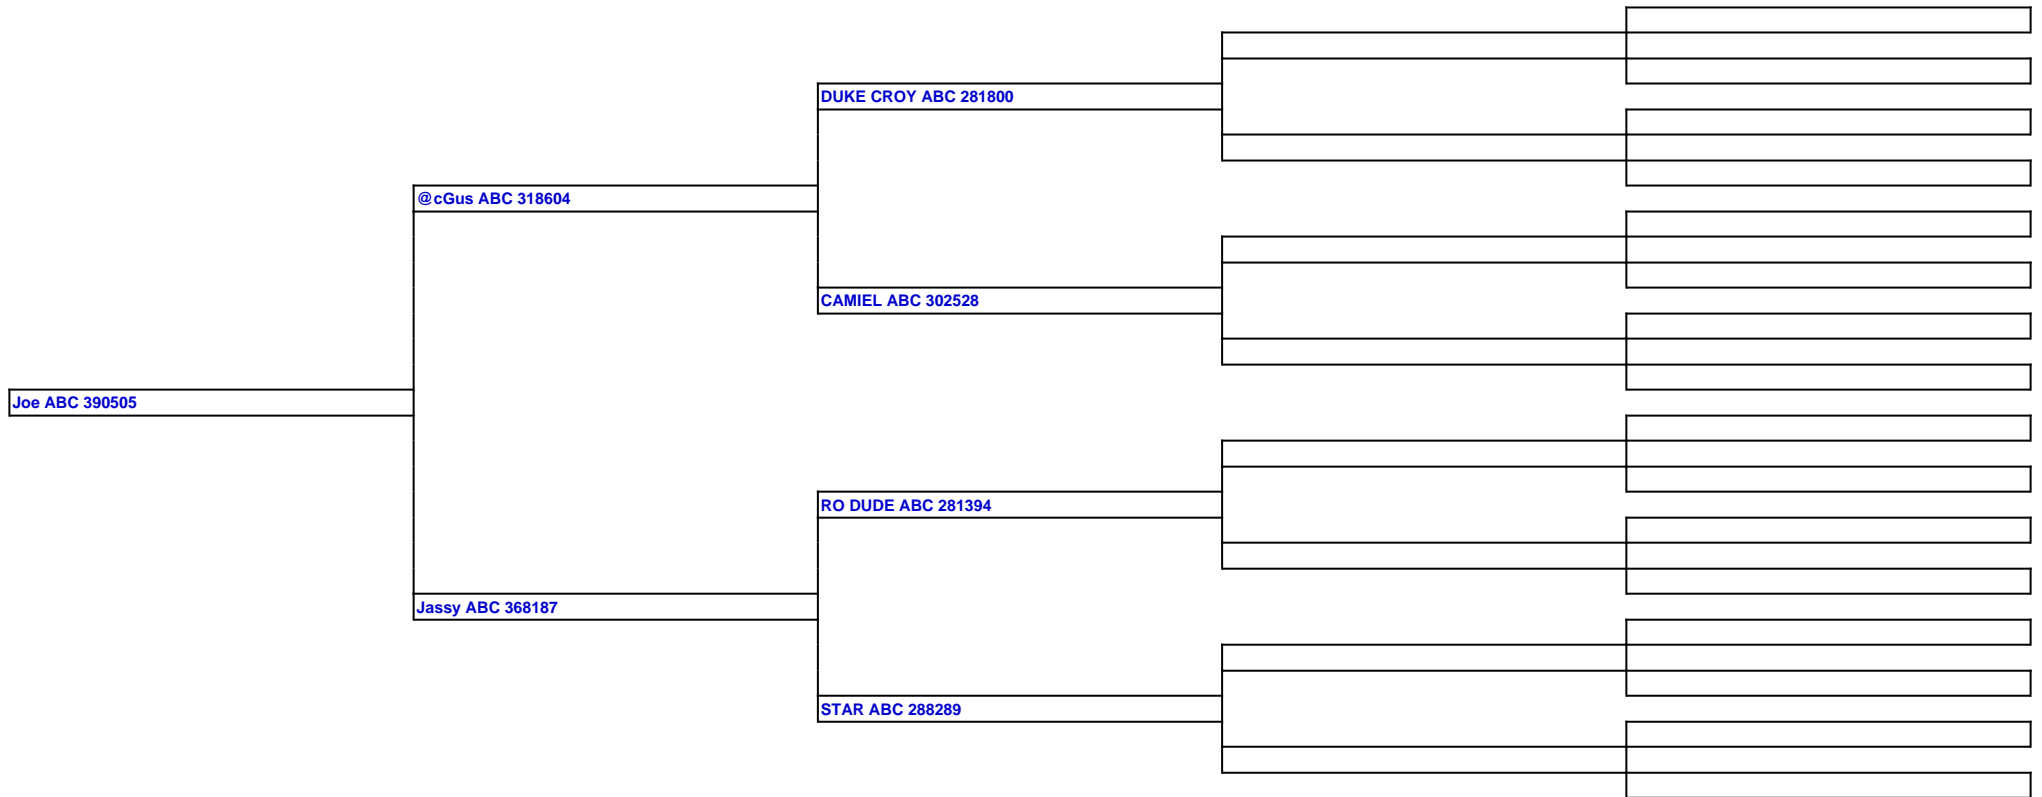 DUKE CROY ABC 281800
@cGus ABC 318604
CAMIEL ABC 302528
Joe ABC 390505
RO DUDE ABC 281394
Jassy ABC 368187
STAR ABC 288289